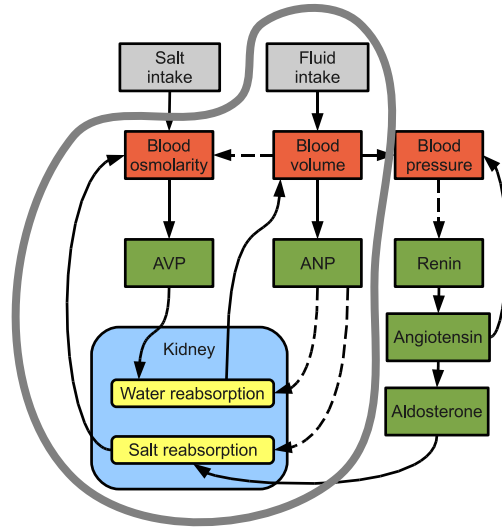 Salt
intake
Fluid
intake
Blood
osmolarity
Blood
volume
Blood
pressure
AVP
ANP
Renin
Kidney
Angiotensin
Water reabsorption
Aldosterone
Salt reabsorption